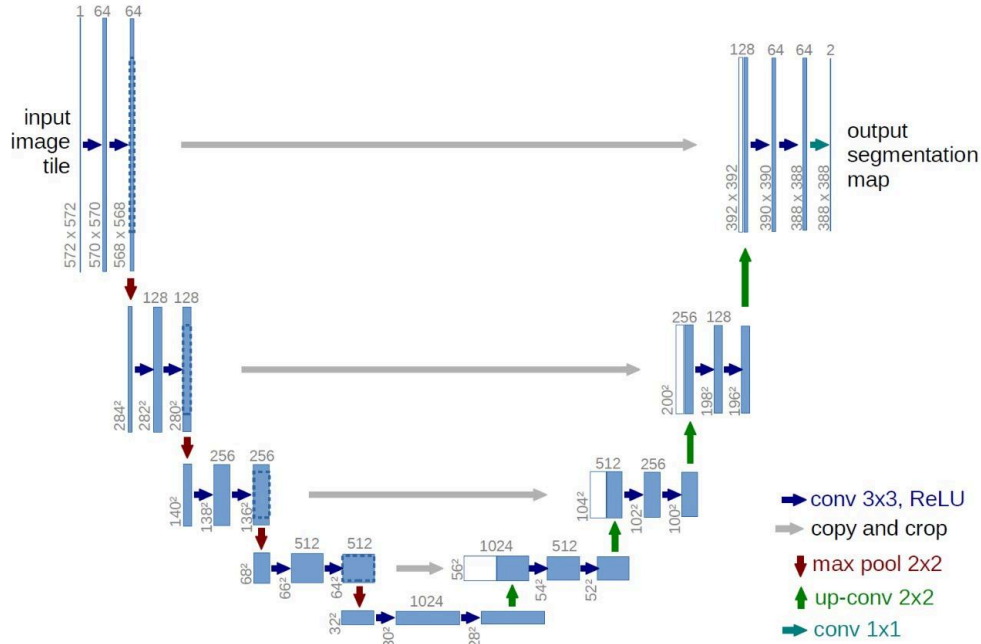 1 64 64
input
image
tile
572 x 572
570 x 570
568 x 568
128 64 64 2
output
segmentation
map
392 x 392
390 x 390
388 x 388
388 x 388
128 128
284²
282²
280²
256 128
200²
198²
196²
256 256
140²
138²
136²
512 256
104²
102²
100²
512 512
68²
66²
64²
1024 512
56²
54²
52²
1024
32²
30²
28²
conv 3x3, ReLU
copy and crop
max pool 2x2
up-conv 2x2
conv 1x1